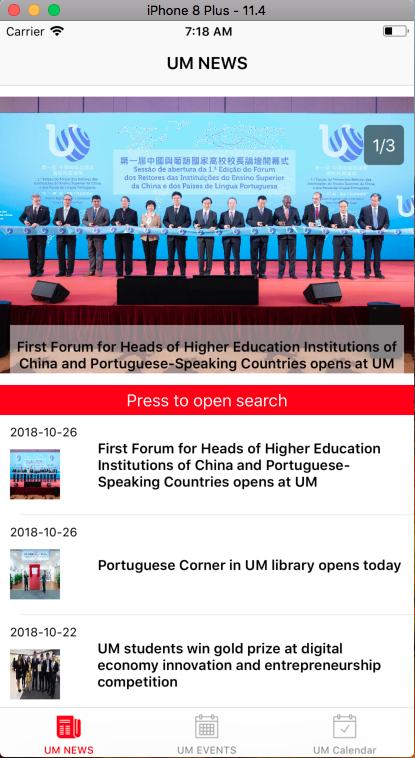 iPhone 8 Plus - 11.4
Carrier
7:18 AM
UM NEWS
1/3
第一屆中國與葡語國家高校校長論壇開幕式
Sessão de abertura da 1.ª Edição do Fórum
dos Reitores das Instituições do Ensino Superior
da China e dos Países de Língua Portuguesa
First Forum for Heads of Higher Education Institutions of
China and Portuguese-Speaking Countries opens at UM
Press to open search
2018-10-26
First Forum for Heads of Higher Education
Institutions of China and Portuguese-
Speaking Countries opens at UM
2018-10-26
Portuguese Corner in UM library opens today
2018-10-22
UM students win gold prize at digital
economy innovation and entrepreneurship
competition
UM NEWS
UM EVENTS
UM Calendar